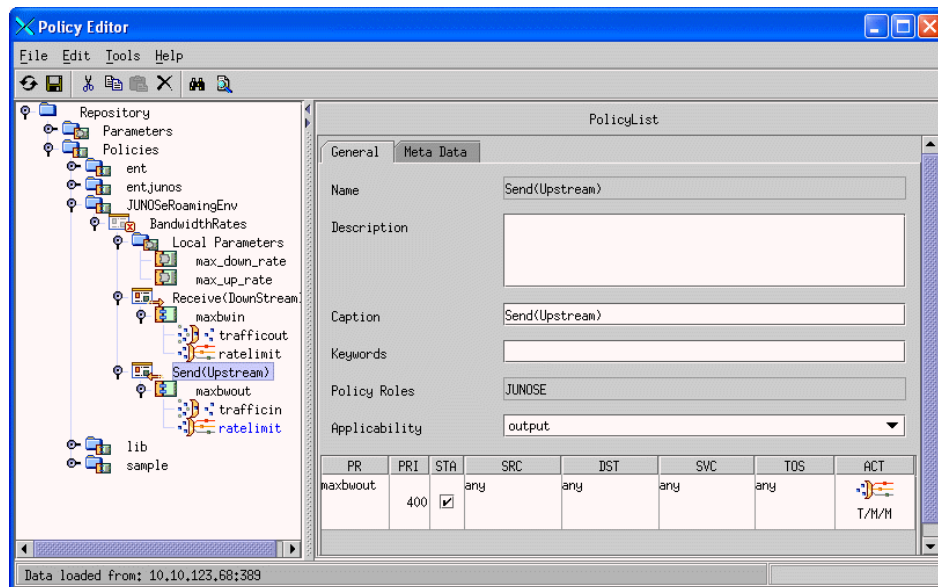 Policy Editor
File Edit Tools Help
Repository
Parameters
Policies
ent
entjunos
JUNOSeRoamingEnv
BandwidthRates
Local Parameters
max_down_rate
max_up_rate
Receive(DownStream)
maxbwin
trafficout
ratelimit
Send(Upstream)
maxbwout
trafficin
ratelimit
lib
sample
PolicyList
General Meta Data
Name Send(Upstream)
Description
Caption Send(Upstream)
Keywords
Policy Roles JUNOSE
Applicability output
PR PRI STA SRC DST SVC TOS ACT
maxbwout 400 any any any any T/M/M
Data loaded from: 10.10.123.68:389